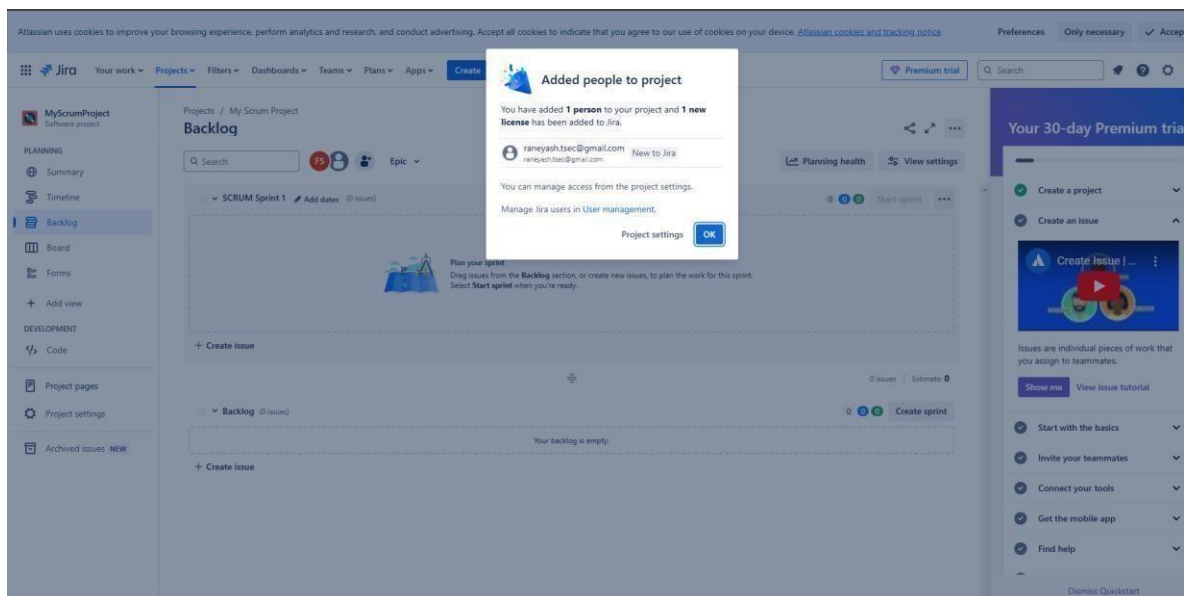 Atlassian uses cookies to improve your browsing experience, perform analytics and research, and conduct advertising. Accept all cookies to indicate that you agree to our use of cookies on your device. Atlassian cookies and tracking notice
Preferences
Only necessary
Accep
Jira
Your work
Projects
Filters
Dashboards
Teams
Plans
Apps
Create
Premium trial
Search
MyScrumProject
Software project
PLANNING
Summary
Timeline
Backlog
Board
Forms
Add view
DEVELOPMENT
Code
Project pages
Project settings
Archived issues NEW
Projects / My Scrum Project
Backlog
Search
FS
Epic
Planning health
View settings
SCRUM Sprint 1 Add dates (0 issues)
0 0 0 Start sprint
Plan your sprint
Drag issues from the Backlog section, or create new issues, to plan the work for this sprint.
Select Start sprint when you're ready.
+ Create issue
0 issues | Estimate: 0
Backlog (0 issues)
0 0 0 Create sprint
Your backlog is empty.
+ Create issue
Added people to project
You have added 1 person to your project and 1 new
license has been added to Jira.
raneyash.tsec@gmail.com New to Jira
raneyash.tsec@gmail.com
You can manage access from the project settings.
Manage Jira users in User management.
Project settings
OK
Your 30-day Premium tria
Create a project
Create an issue
Create Issue | ...
Issues are individual pieces of work that
you assign to teammates.
Show me
View issue tutorial
Start with the basics
Invite your teammates
Connect your tools
Get the mobile app
Find help
Dismiss Quickstart